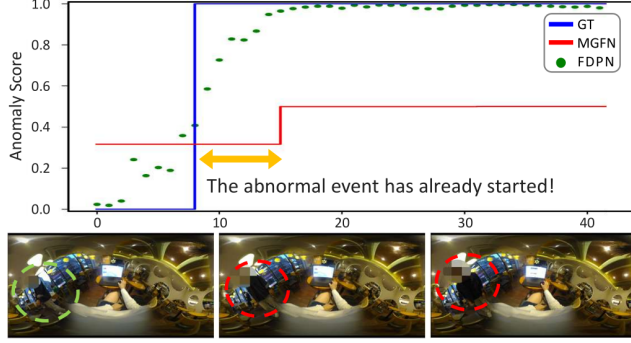 1.0
0.8
0.6
0.4
0.2
0.0
Anomaly Score
GT
MGFN
FDPN
The abnormal event has already started!
0 10 20 30 40